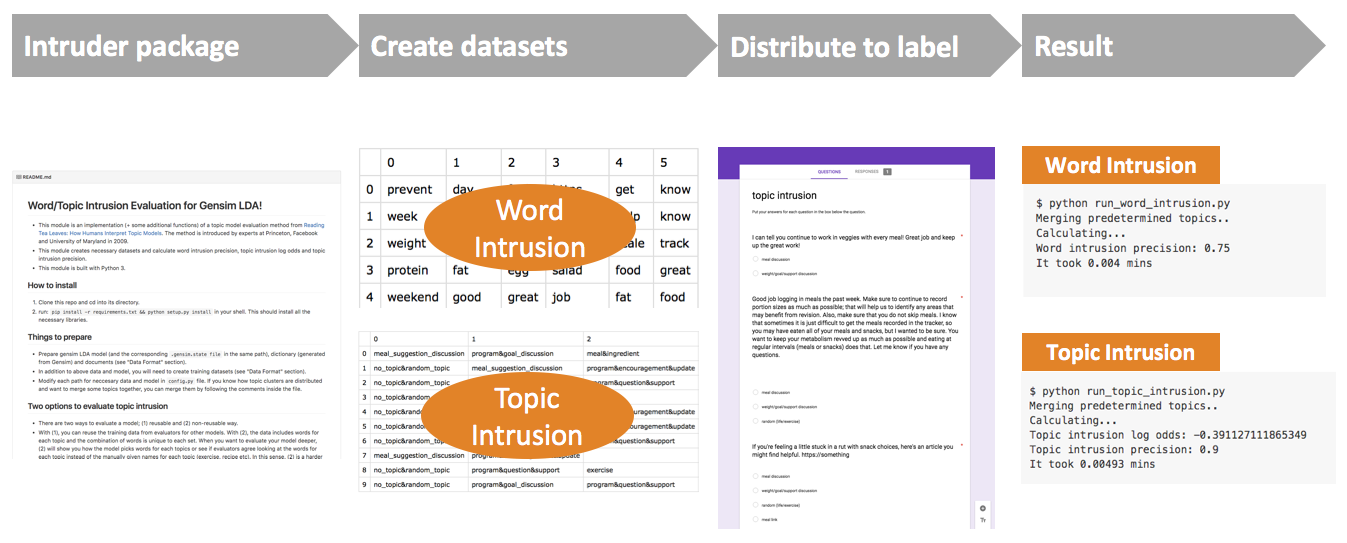 Intruder package
Create datasets
Distribute to label
Result
README.md
Word/Topic Intrusion Evaluation for Gensim LDA!
This module is an implementation (+ some additional functions) of a topic model evaluation method from Reading
Tea Leaves: How Humans Interpret Topic Models. The method is introduced by experts at Princeton, Facebook
and University of Maryland in 2009.
This module creates necessary datasets and calculate word intrusion precision, topic intrusion log odds and topic
intrusion precision.
This module is built with Python 3.
How to install
1. Clone this repo and cd into its directory.
2. run: pip install -r requirements.txt && python setup.py install in your shell. This should install all the
necessary libraries.
Things to prepare
Prepare gensim LDA model (and the corresponding .gensim.state file in the same path), dictionary (generated
from Gensim) and documents (see "Data Format" section).
In addition to above data and model, you will need to create training datasets (see "Data Format" section).
Modify each path for neccesary data and model in config.py file. if you know how topic clusters are distributed
and want to merge some topics together, you can merge them by following the comments inside the file.
Two options to evaluate topic intrusion
There are two ways to evaluate a model; (1) reusable and (2) non-reusable way.
With (1), you can reuse the training data from evaluators for other models. With (2), the data includes words for
each topic and the combination of words is unique to each set. When you want to evaluate your model deeper,
(2) will show you how the model picks words for each topics or see if evaluators agree looking at the words for
each topic instead of the manually given names for each topic (exercise, recipe etc). In this sense, (2) is a harder
0 1 2 3 4 5
0 prevent day get know
1 week know
2 weight track
3 protein fat egg salad food great
4 weekend good great job fat food
Word
Intrusion
0 1 2
0 meal_suggestion_discussion program&goal_discussion meal&ingredient
1 no_topic&random_topic meal_suggestion_discussion program&encouragement&update
2 no_topic&random_topic program&question&support
3 no_topic&random_topic
4 no_topic&random_topic
5 no_topic&random_topic
6 no_topic&random_topic
7 meal_suggestion_discussion
8 no_topic&random_topic program&question&support exercise
9 no_topic&random_topic program&goal_discussion program&question&support
Topic
Intrusion
QUESTIONS RESPONSES 1
topic intrusion
Put your answers for each question in the box below the question.
I can tell you continue to work in veggies with every meal! Great job and keep *
up the great work!
meal discussion
weight/goal/support discussion
Good job logging in meals the past week. Make sure to continue to record *
portion sizes as much as possible; that will help us to identify any areas that
may benefit from revision. Also, make sure that you do not skip meals. I know
that sometimes it is just difficult to get the meals recorded in the tracker, so
you may have eaten all of your meals and snacks, but I wanted to be sure. You
want to keep your metabolism revved up as much as possible and eating at
regular intervals (meals or snacks) does that. Let me know if you have any
questions.
meal discussion
weight/goal/support discussion
random (life/exercise)
If you're feeling a little stuck in a rut with snack choices, here's an article you *
might find helpful. https://something
meal discussion
weight/goal/support discussion
random (life/exercise)
meal link
Tr
Word Intrusion
$ python run_word_intrusion.py
Merging predetermined topics..
Calculating...
Word intrusion precision: 0.75
It took 0.004 mins
Topic Intrusion
$ python run_topic_intrusion.py
Merging predetermined topics..
Calculating...
Topic intrusion log odds: -0.391127111865349
Topic intrusion precision: 0.9
It took 0.00493 mins